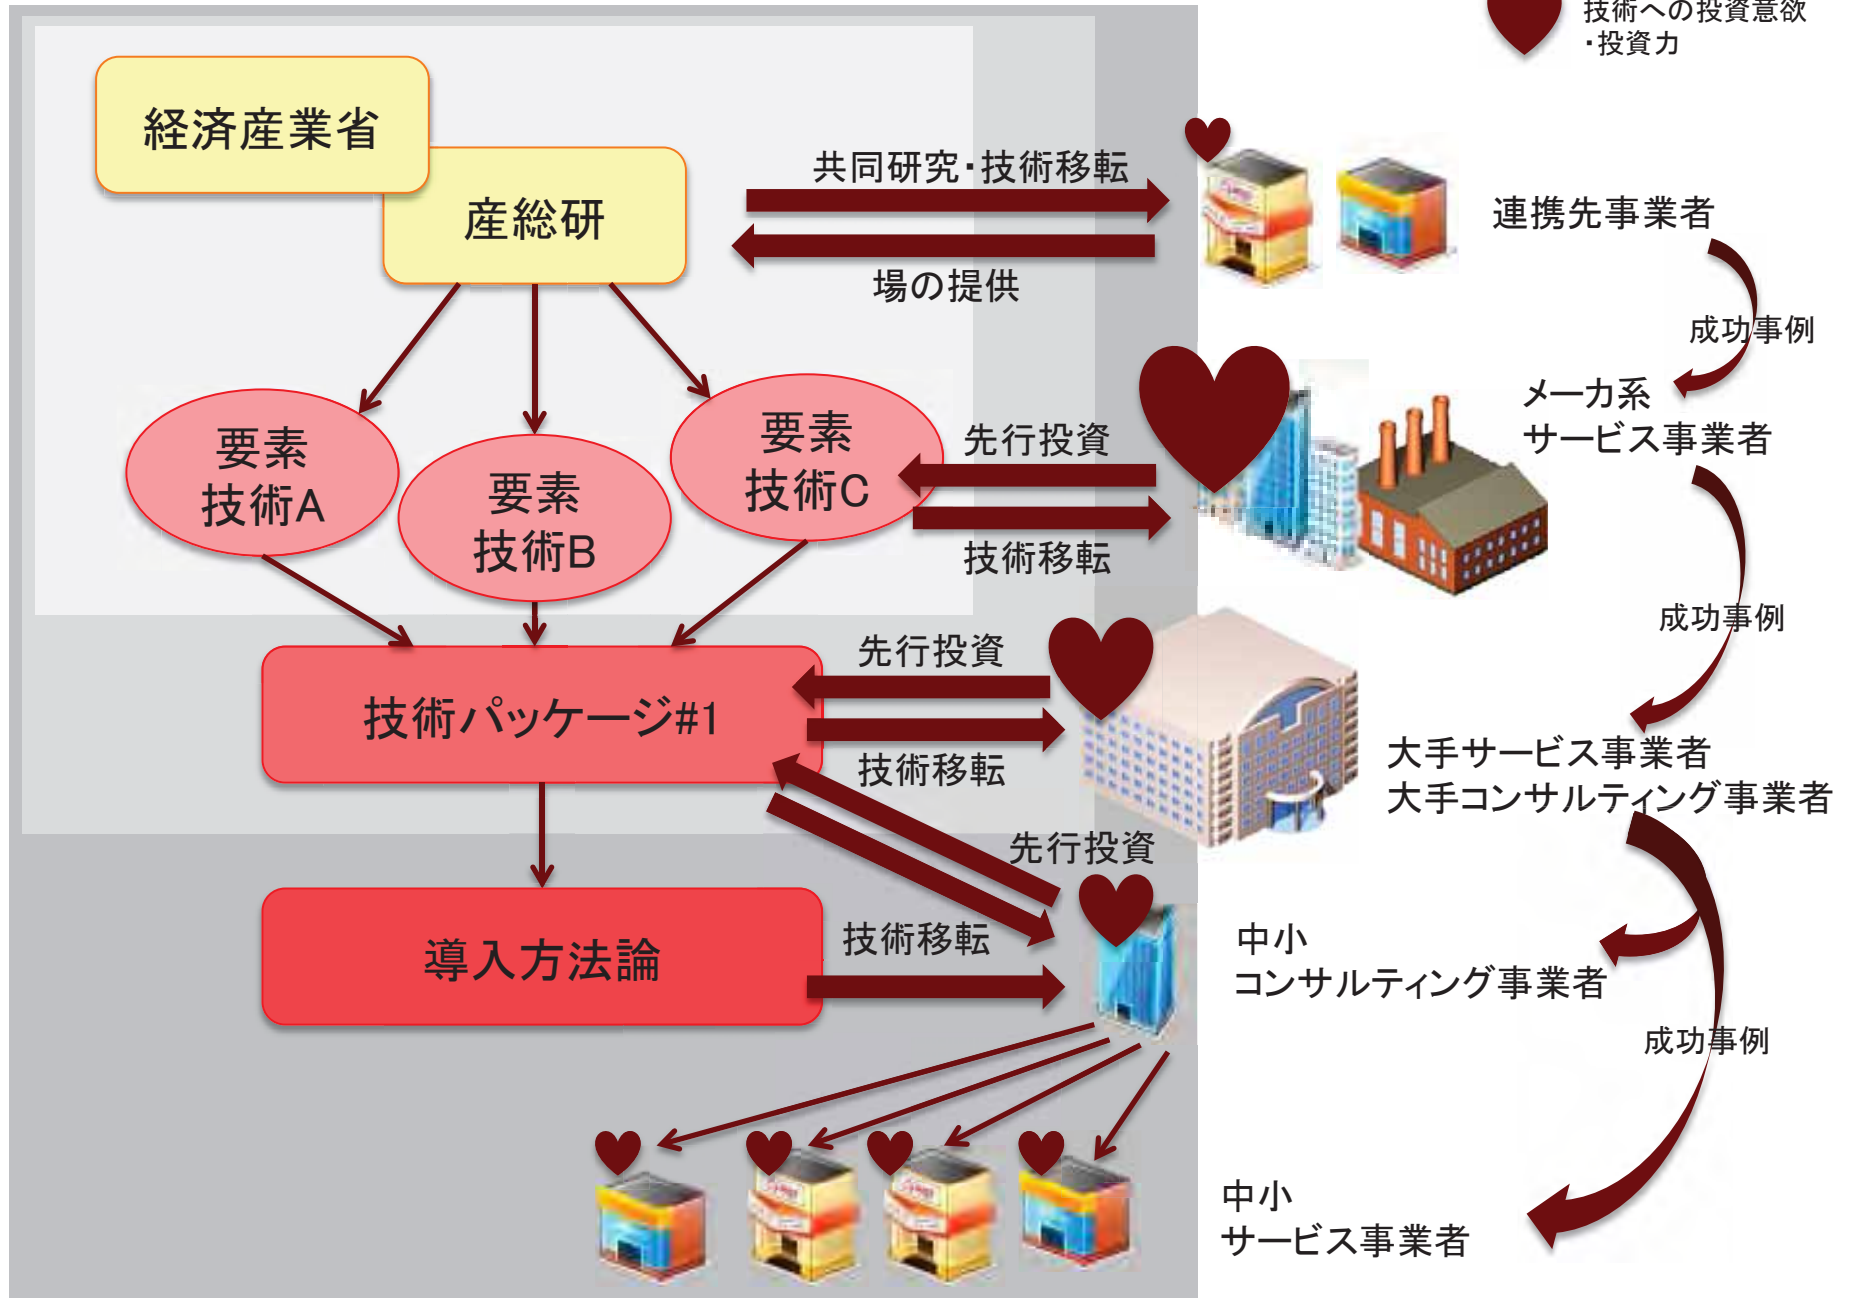 技術への投資意欲
・投資力
経済産業省
産総研
共同研究・技術移転
場の提供
連携先事業者
成功事例
メーカ系
サービス事業者
要素
技術A
要素
技術B
要素
技術C
先行投資
技術移転
成功事例
技術パッケージ#1
先行投資
技術移転
大手サービス事業者
大手コンサルティング事業者
先行投資
導入方法論
技術移転
中小
コンサルティング事業者
成功事例
中小
サービス事業者